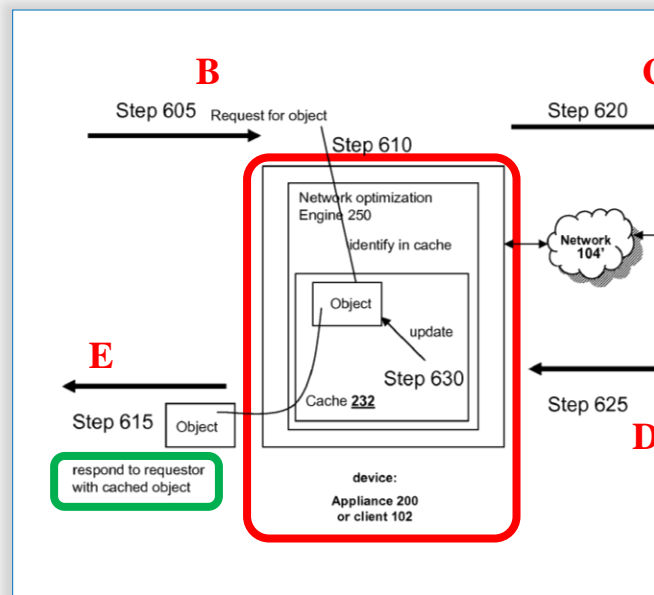 B
C
Step 605
Request for object
Step 620
Step 610
Network optimization
Engine 250
identify in cache
Network
104'
Object
update
E
Step 630
Cache 232
Step 615
Object
Step 625
D
respond to requestor
with cached object
device:
Appliance 200
or client 102